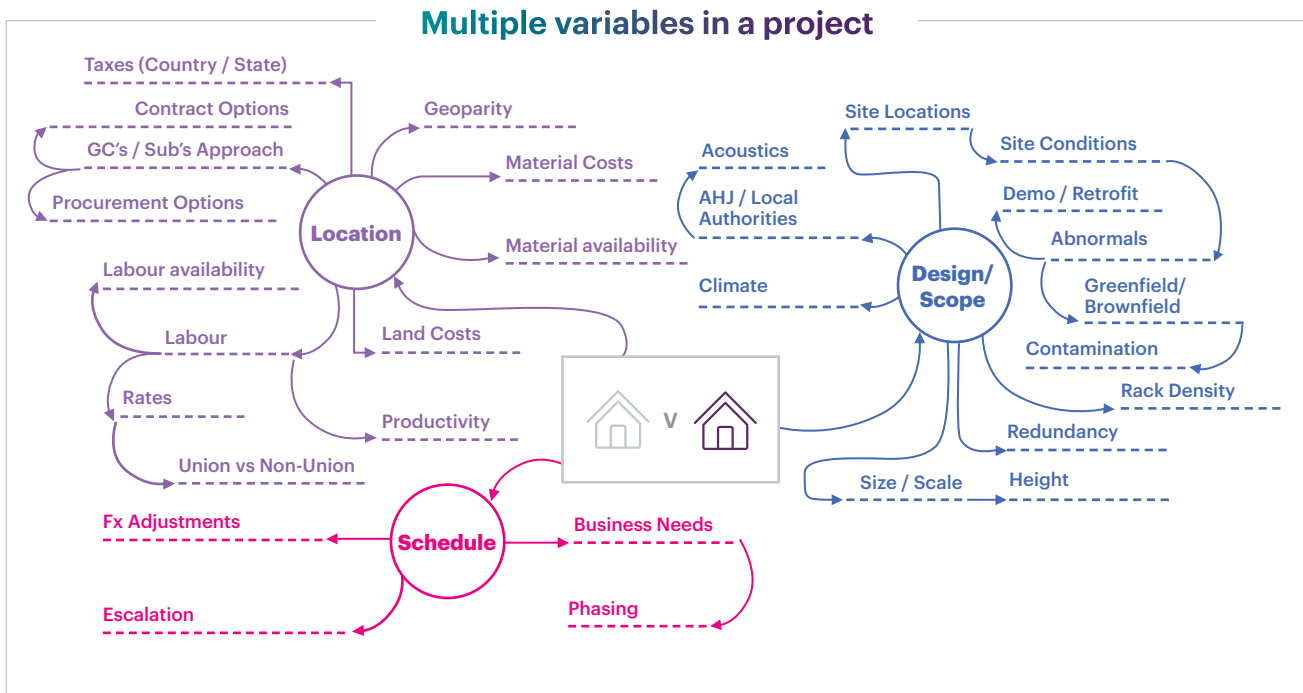 Multiple variables in a project
Taxes (Country / State)
Contract Options
GC's / Sub's Approach
Procurement Options
Geoparity
Material Costs
Material availability
Location
Labour availability
Labour
Rates
Union vs Non-Union
Land Costs
Productivity
Site Locations
Site Conditions
Acoustics
AHJ / Local
Authorities
Climate
Demo / Retrofit
Abnormals
Design/
Scope
Greenfield/
Brownfield
Contamination
Rack Density
Redundancy
Size / Scale
Height
V
Fx Adjustments
Schedule
Business Needs
Escalation
Phasing